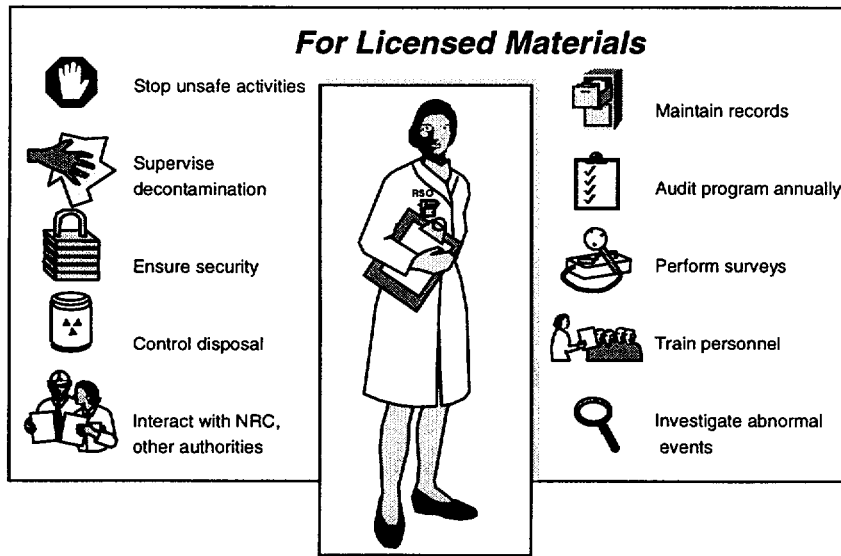 For Licensed Materials
Stop unsafe activities
Supervise
decontamination
Ensure security
Control disposal
Interact with NRC,
other authorities
RSO
Maintain records
Audit program annually
Perform surveys
Train personnel
Investigate abnormal
events